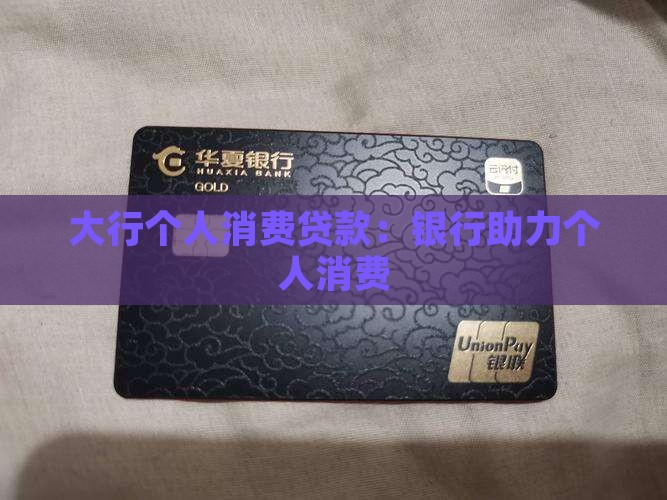 华夏银行
HUAXIA BANK
GOLD
云闪付
大行个人消费贷款：银行助力个
人消费
UnionPay
银联